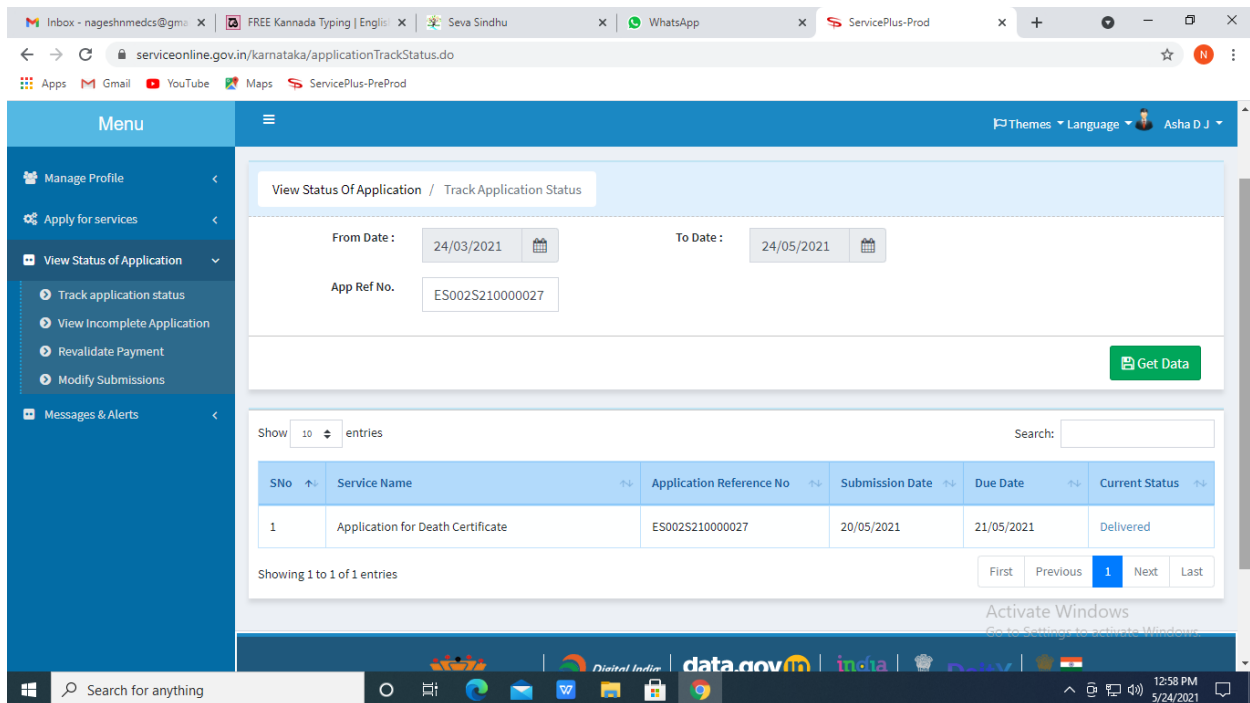 Inbox - nageshnmedcs@gma
FREE Kannada Typing | Englis
Seva Sindhu
WhatsApp
ServicePlus-Prod
serviceonline.gov.in/karnataka/applicationTrackStatus.do
N
Apps Gmail YouTube Maps ServicePlus-PreProd
Menu
Themes Language Asha D J
Manage Profile
Apply for services
View Status of Application
Track application status
View Incomplete Application
Revalidate Payment
Modify Submissions
Messages & Alerts
View Status Of Application / Track Application Status
From Date : 24/03/2021 To Date : 24/05/2021
App Ref No. ES002S210000027
Get Data
Show 10 entries Search:
SNo Service Name Application Reference No Submission Date Due Date Current Status
1 Application for Death Certificate ES002S210000027 20/05/2021 21/05/2021 Delivered
Showing 1 to 1 of 1 entries First Previous 1 Next Last
Activate Windows
Go to Settings to activate Windows.
Digital India data.gov in india
Search for anything
12:58 PM
5/24/2021